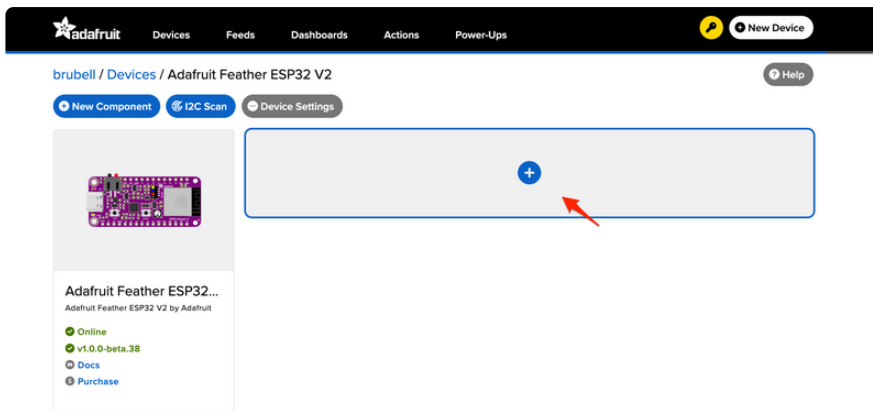 adafruit Devices Feeds Dashboards Actions Power-Ups New Device
brubell / Devices / Adafruit Feather ESP32 V2 Help
New Component I2C Scan Device Settings
Adafruit Feather ESP32...
Adafruit Feather ESP32 V2 by Adafruit
Online
v1.0.0-beta.38
Docs
Purchase